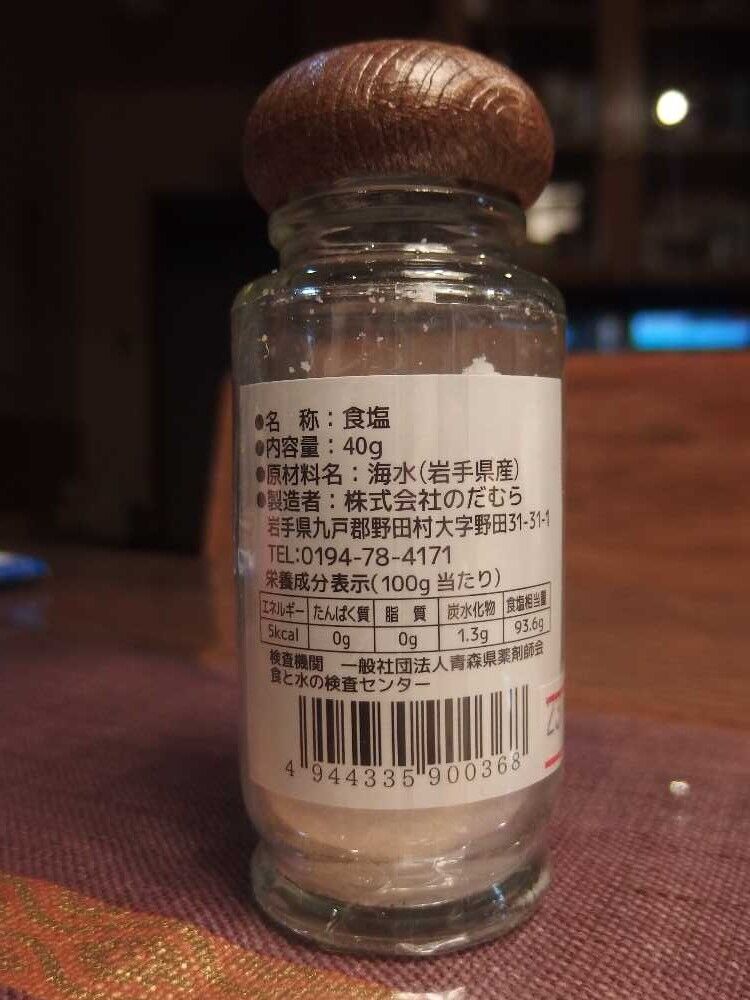 ●名　称：食塩
●内容量：40g
●原材料名：海水(岩手県産)
●製造者：株式会社のだむら
岩手県九戸郡野田村大字野田31-31-1
TEL:0194-78-4171
栄養成分表示(100g当たり)
エネルギー たんぱく質 脂　質 炭水化物 食塩相当量
5kcal 0g 0g 1.3g 93.6g
検査機関　一般社団法人青森県薬剤師会
食と水の検査センター
4 944335 900368